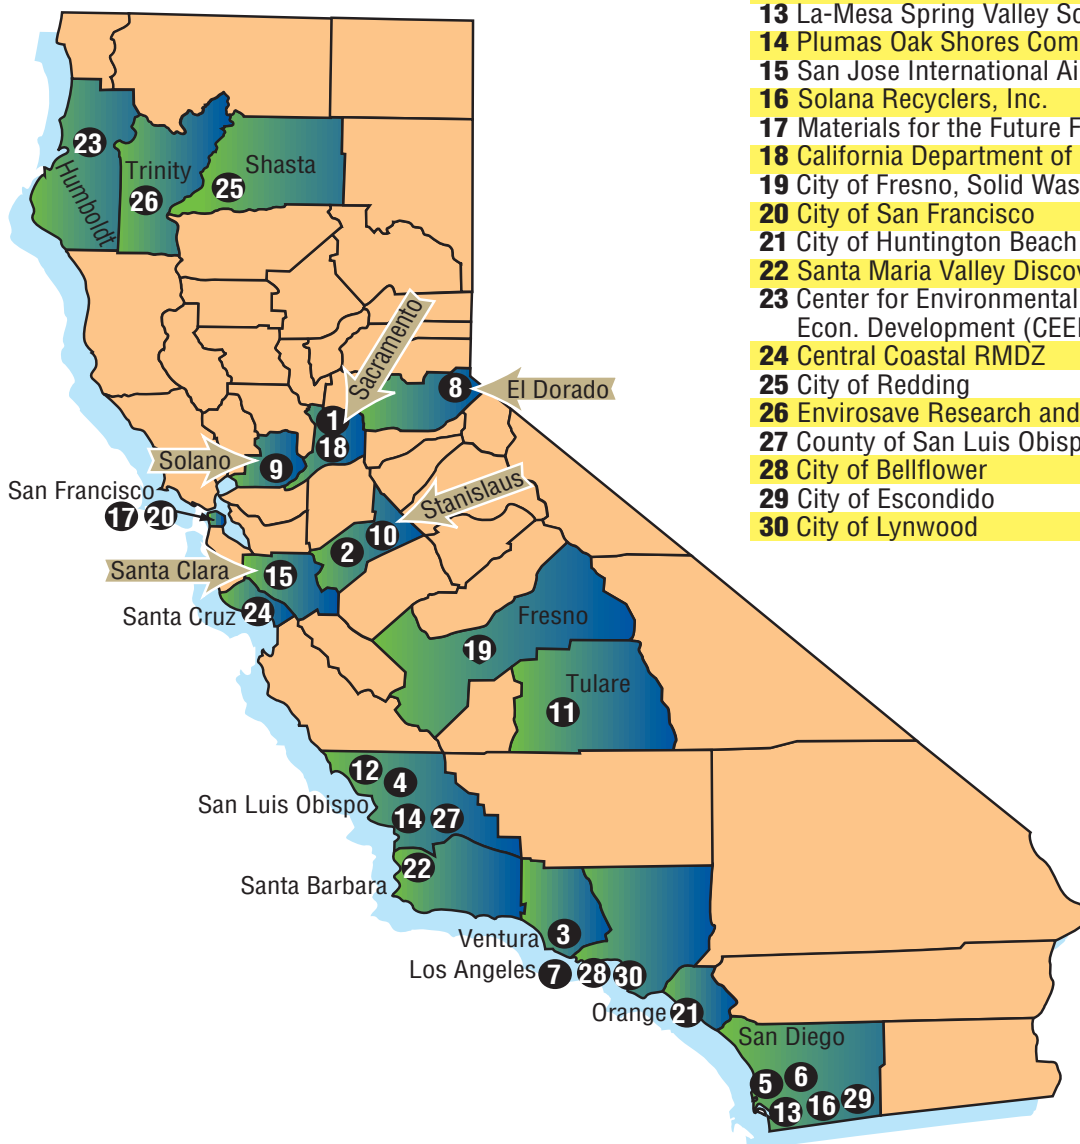 13 La-Mesa Spring Valley
14 Plumas Oak Shores
15 San Jose International
16 Solana Recyclers, Inc.
17 Materials for the Future
18 California Department of
19 City of Fresno, Solid
20 City of San Francisco
21 City of Huntington Beach
22 Santa Maria Valley
23 Center for Environmental
Econ. Development
24 Central Coastal RMDZ
25 City of Redding
26 Envirosave Research and
27 County of San Luis
28 City of Bellflower
29 City of Escondido
30 City of Lynwood
23
Humboldt
Trinity
26
Shasta
25
Sacramento
1
18
8
El Dorado
Solano
9
San Francisco
17 20
Stanislaus
10
2
Santa Clara
15
Santa Cruz
24
Fresno
19
Tulare
11
12 4
San Luis Obispo
14 27
22
Santa Barbara
Ventura
3
Los Angeles
7 28 30
Orange
21
San Diego
5 6
13 16 29